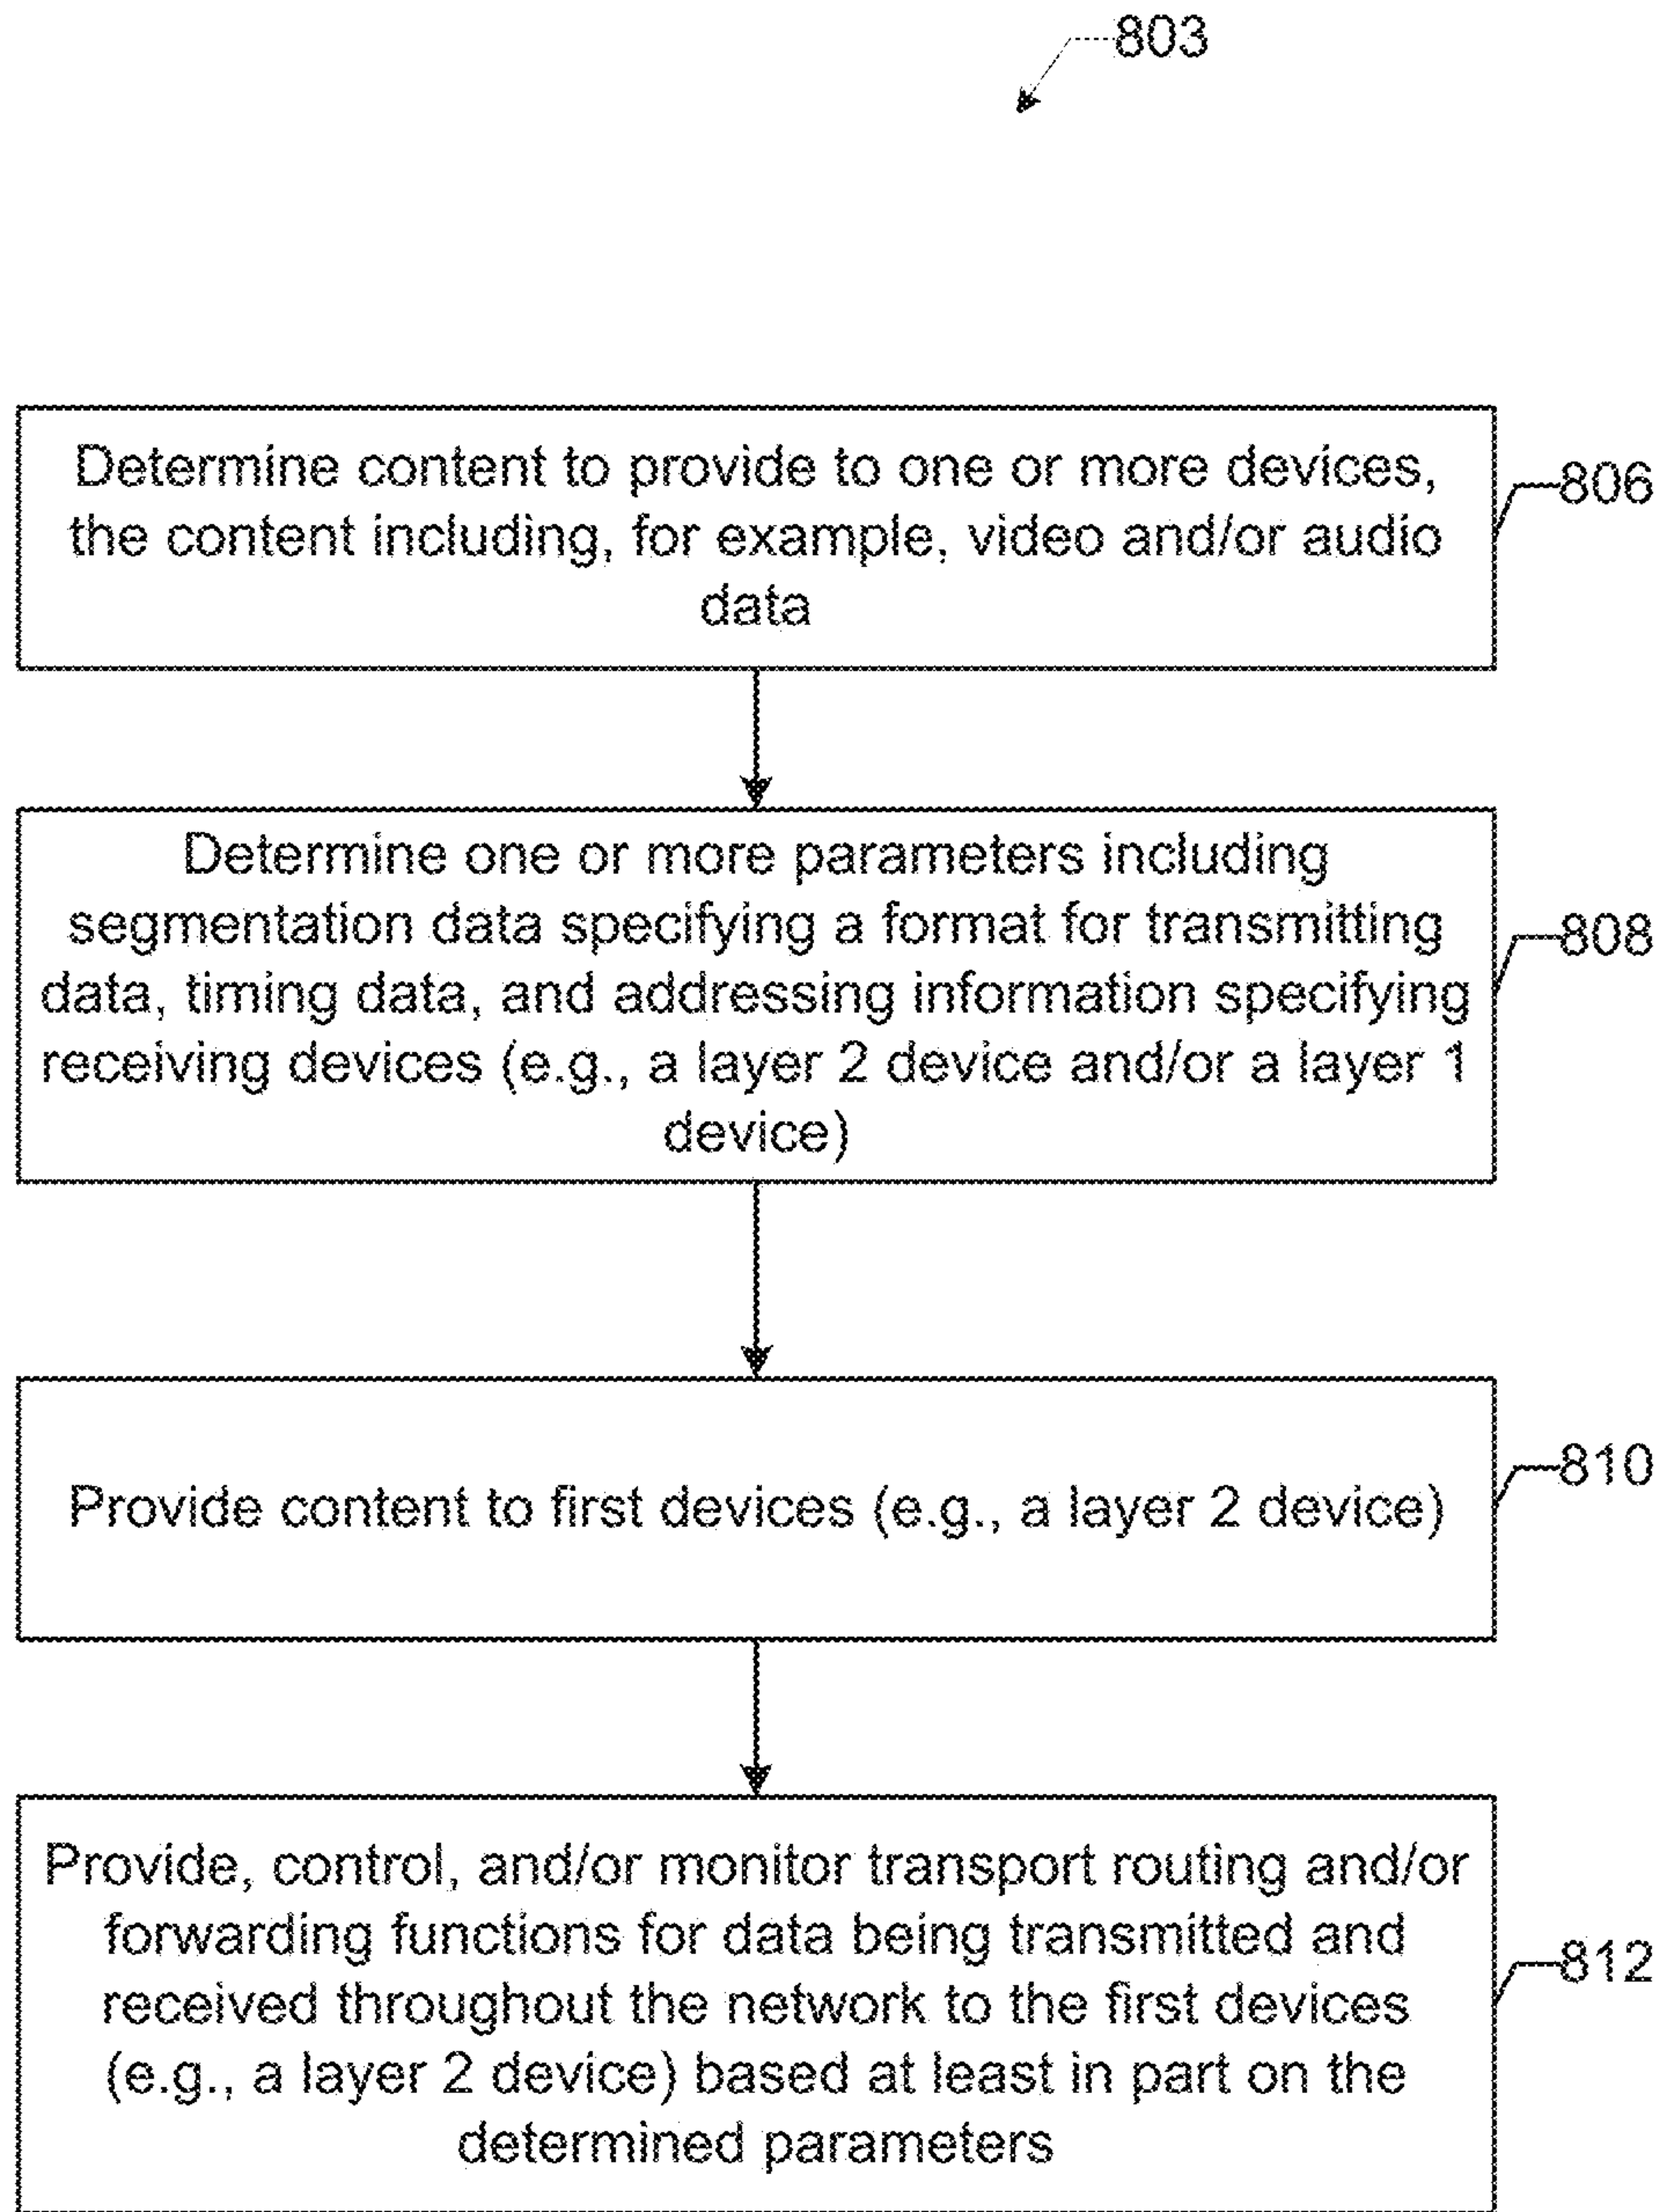 803
Determine content to provide to one or more devices,
the content including, for example, video and/or audio
data
806
Determine one or more parameters including
segmentation data specifying a format for transmitting
data, timing data, and addressing information specifying
receiving devices (e.g., a layer 2 device and/or a layer 1
device)
808
Provide content to first devices (e.g., a layer 2 device)
810
Provide, control, and/or monitor transport routing and/or
forwarding functions for data being transmitted and
received throughout the network to the first devices
(e.g., a layer 2 device) based at least in part on the
determined parameters
812